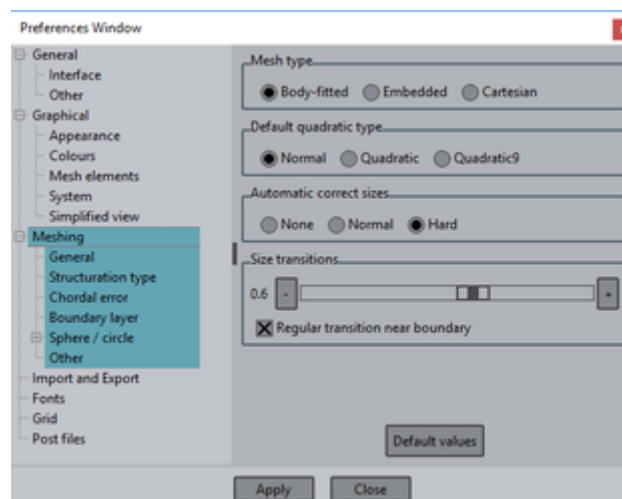 Preferences Window
General
Interface
Other
Graphical
Appearance
Colours
Mesh elements
System
Simplified view
Meshing
General
Structuration type
Chordal error
Boundary layer
Sphere / circle
Other
Import and Export
Fonts
Grid
Post files
Mesh type
Body-fitted Embedded Cartesian
Default quadratic type
Normal Quadratic Quadratic9
Automatic correct sizes
None Normal Hard
Size transitions
0.6 - +
Regular transition near boundary
Default values
Apply Close